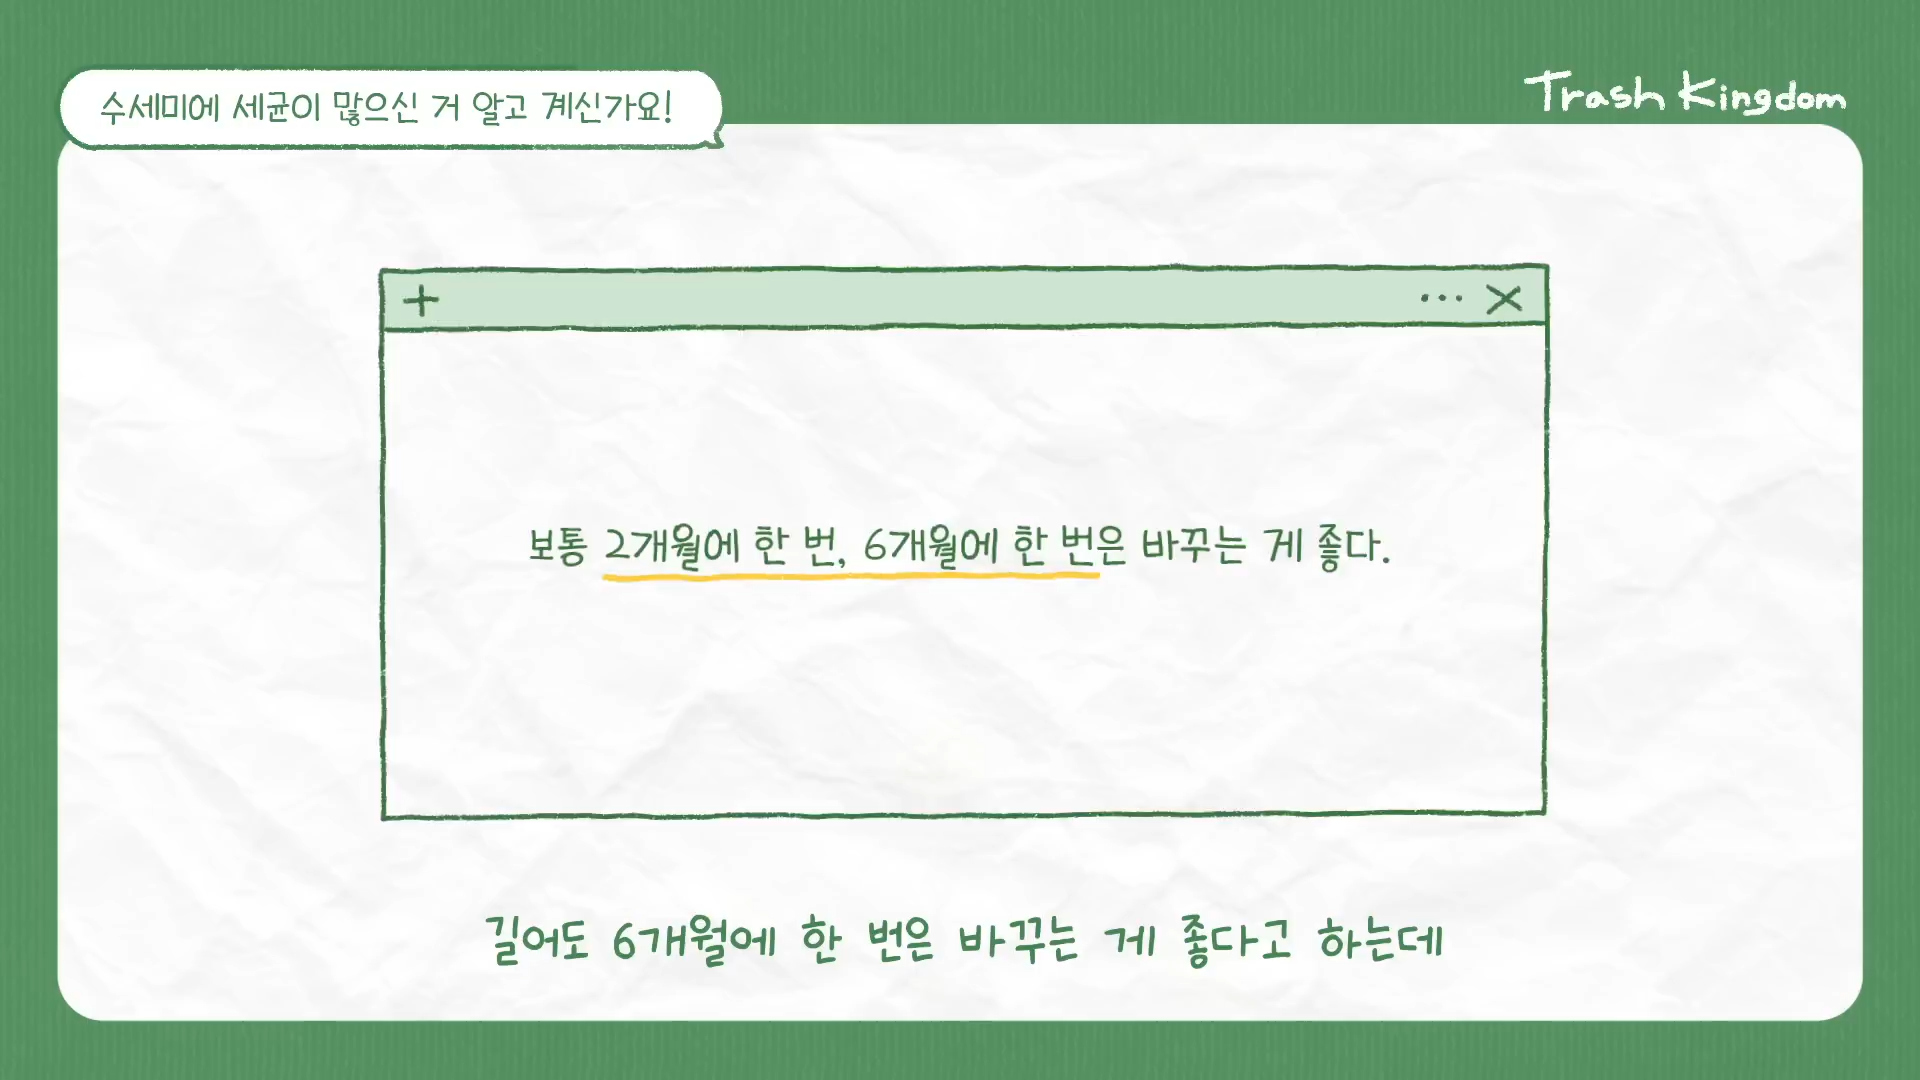 수세미에 세균이 많으신 거 알고 계신가요!
Trash Kingdom
보통 2개월에 한 번, 6개월에 한 번은 바꾸는 게 좋다.
길어도 6개월에 한 번은 바꾸는 게 좋다고 하는데